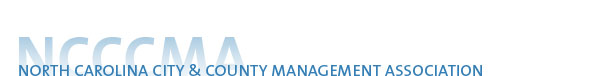 NCCCMA
NORTH CAROLINA CITY & COUNTY MANAGEMENT ASSOCIATION